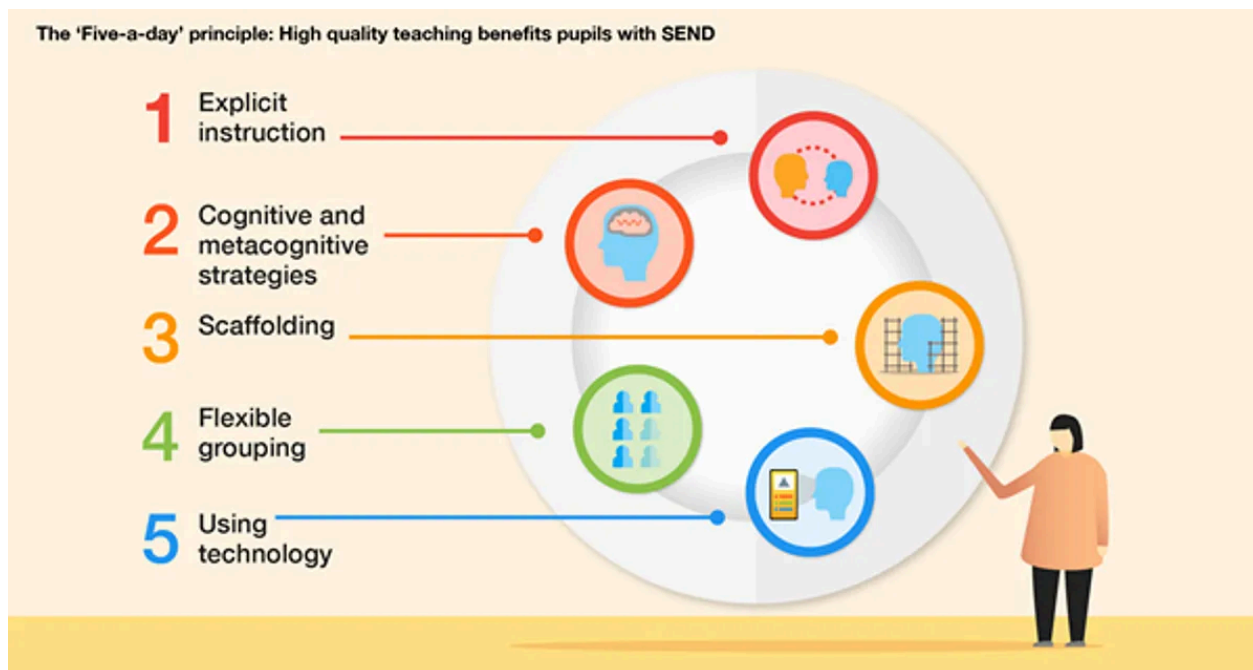 The ‘Five-a-day’ principle: High quality teaching benefits pupils with SEND
1 Explicit
instruction
2 Cognitive and
metacognitive
strategies
3 Scaffolding
4 Flexible
grouping
5 Using
technology